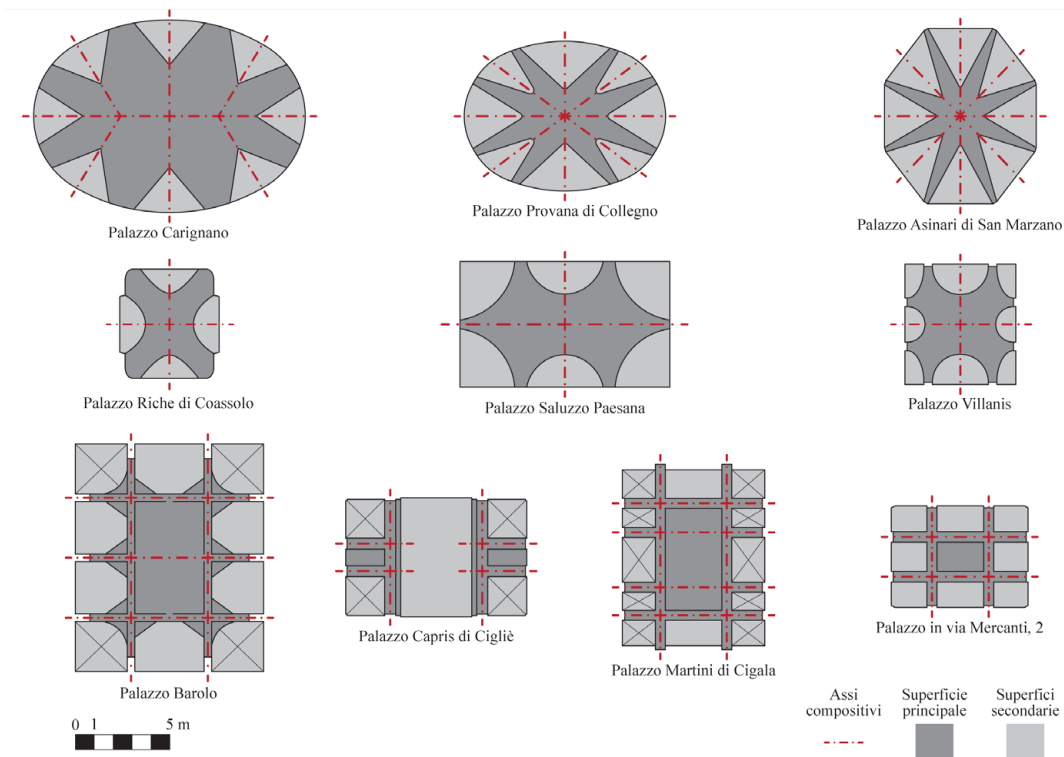 Palazzo Carignano
Palazzo Provana di Collegno
Palazzo Asinari di San Marzano
Palazzo Riche di Coassolo
Palazzo Saluzzo Paesana
Palazzo Villanis
Palazzo Barolo
Palazzo Capris di Cigliè
Palazzo Martini di Cigala
Palazzo in via Mercanti, 2
0 1 5 m
Assi
compositivi
Superficie
principale
Superfici
secondarie